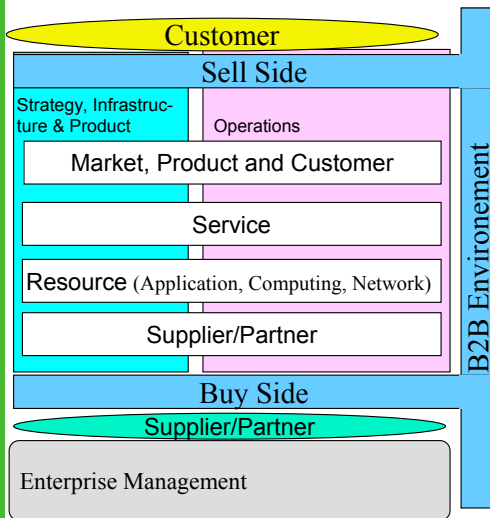 Customer
Sell Side
Strategy, Infrastruc-
ture & Product
Operations
Market, Product and Customer
Service
Resource (Application, Computing, Network)
Supplier/Partner
Buy Side
Supplier/Partner
Enterprise Management
B2B Environement